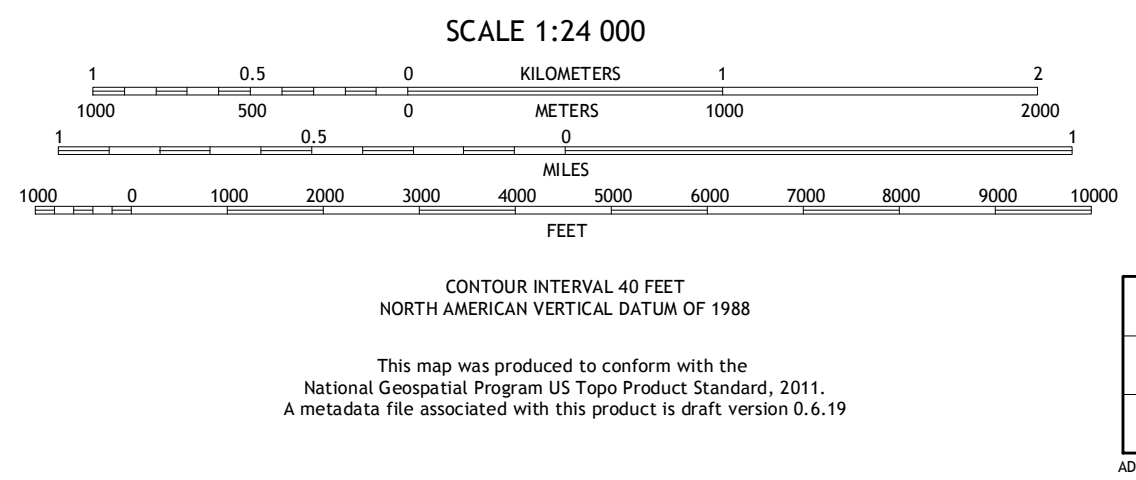 SCALE 1:24 000
1 0.5 0 KILOMETERS 1 2
1000 500 0 METERS 1000 2000
1 0.5 0 1
MILES
1000 0 1000 2000 3000 4000 5000 6000 7000 8000 9000 10000
FEET
CONTOUR INTERVAL 40 FEET
NORTH AMERICAN VERTICAL DATUM OF 1988
This map was produced to conform with the
National Geospatial Program US Topo Product Standard, 2011.
A metadata file associated with this product is draft version 0.6.19
AD